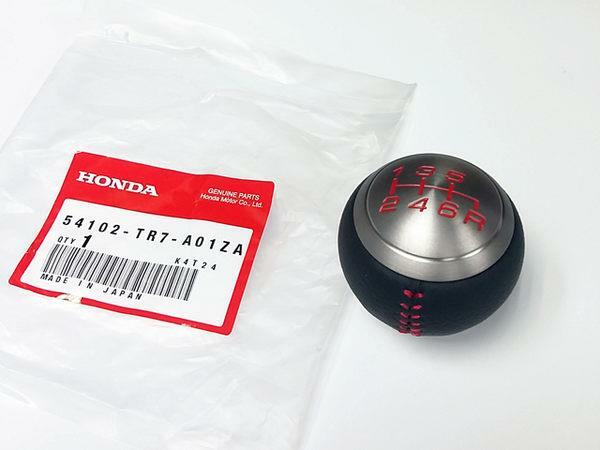 HONDA
GENUINE PARTS
Honda Motor Co., Ltd.
54102-TR7-A01ZA
QTY 1
K4T24
MADE IN JAPAN
1 3 5
2 4 6 R